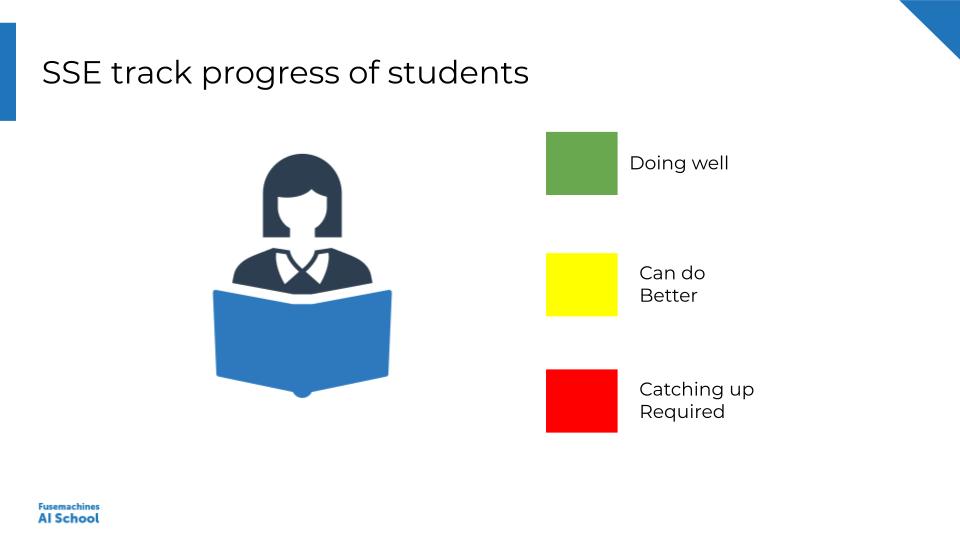 SSE track progress of students
Doing well
Can do
Better
Catching up
Required
Fusemachines
AI School